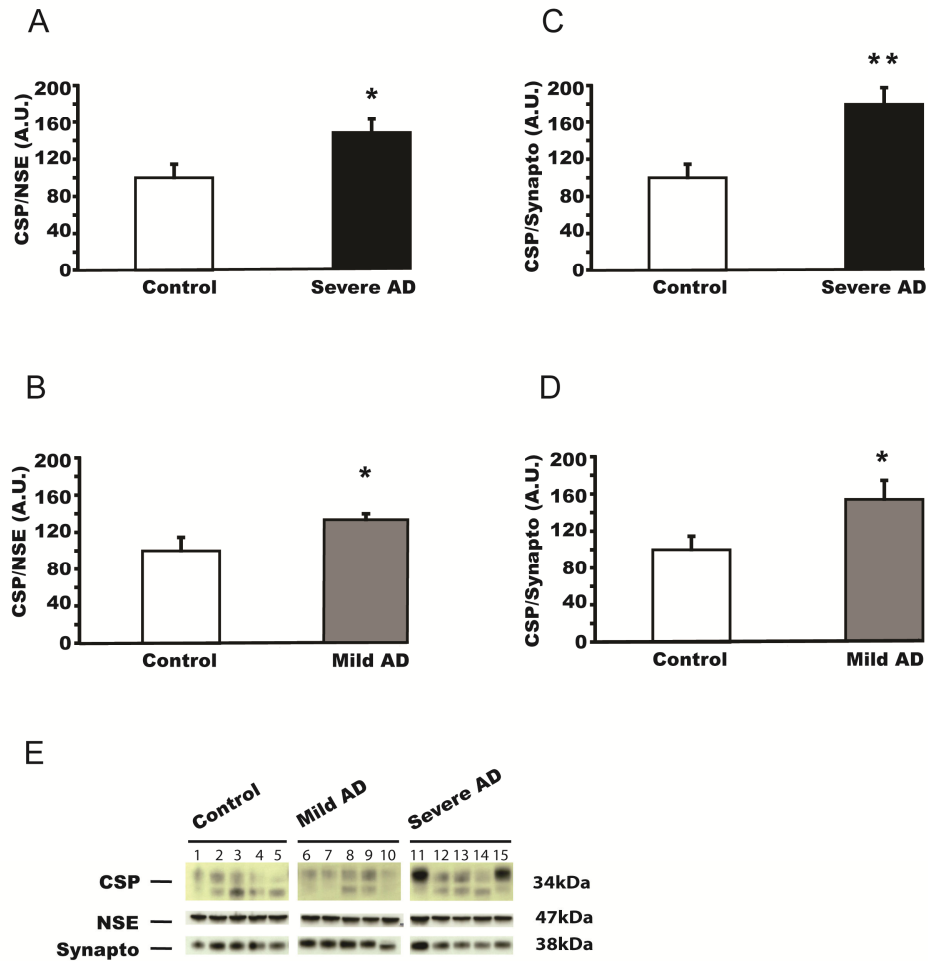 A
CSP/NSE (A.U.)
200
160
120
80
40
0
*
Control Severe AD
C
CSP/Synapto (A.U.)
200
160
120
80
40
0
**
Control Severe AD
B
CSP/NSE (A.U.)
200
160
120
80
40
0
*
Control Mild AD
D
CSP/Synapto (A.U.)
200
160
120
80
40
0
*
Control Mild AD
E
Control Mild AD Severe AD
1 2 3 4 5 6 7 8 9 10 11 12 13 14 15
CSP 34kDa
NSE 47kDa
Synapto 38kDa